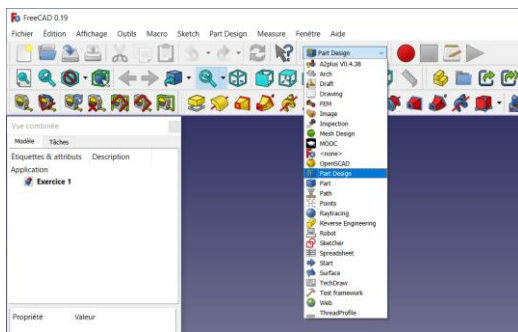 FreeCAD 0.19
Fichier Édition Affichage Outils Macro Sketch Part Design Measure Fenêtre Aide
Part Design
A2plus V0.4.38
Arch
Draft
Drawing
FEM
Image
Inspection
Mesh Design
MOOC
<none>
OpenSCAD
Part Design
Part
Path
Points
Raytracing
Reverse Engineering
Robot
Sketcher
Spreadsheet
Start
Surface
TechDraw
Test framework
Web
ThreadProfile
Vue combinée
Modèle Tâches
Étiquettes & attributs Description
Application
Exercice 1
Propriété Valeur